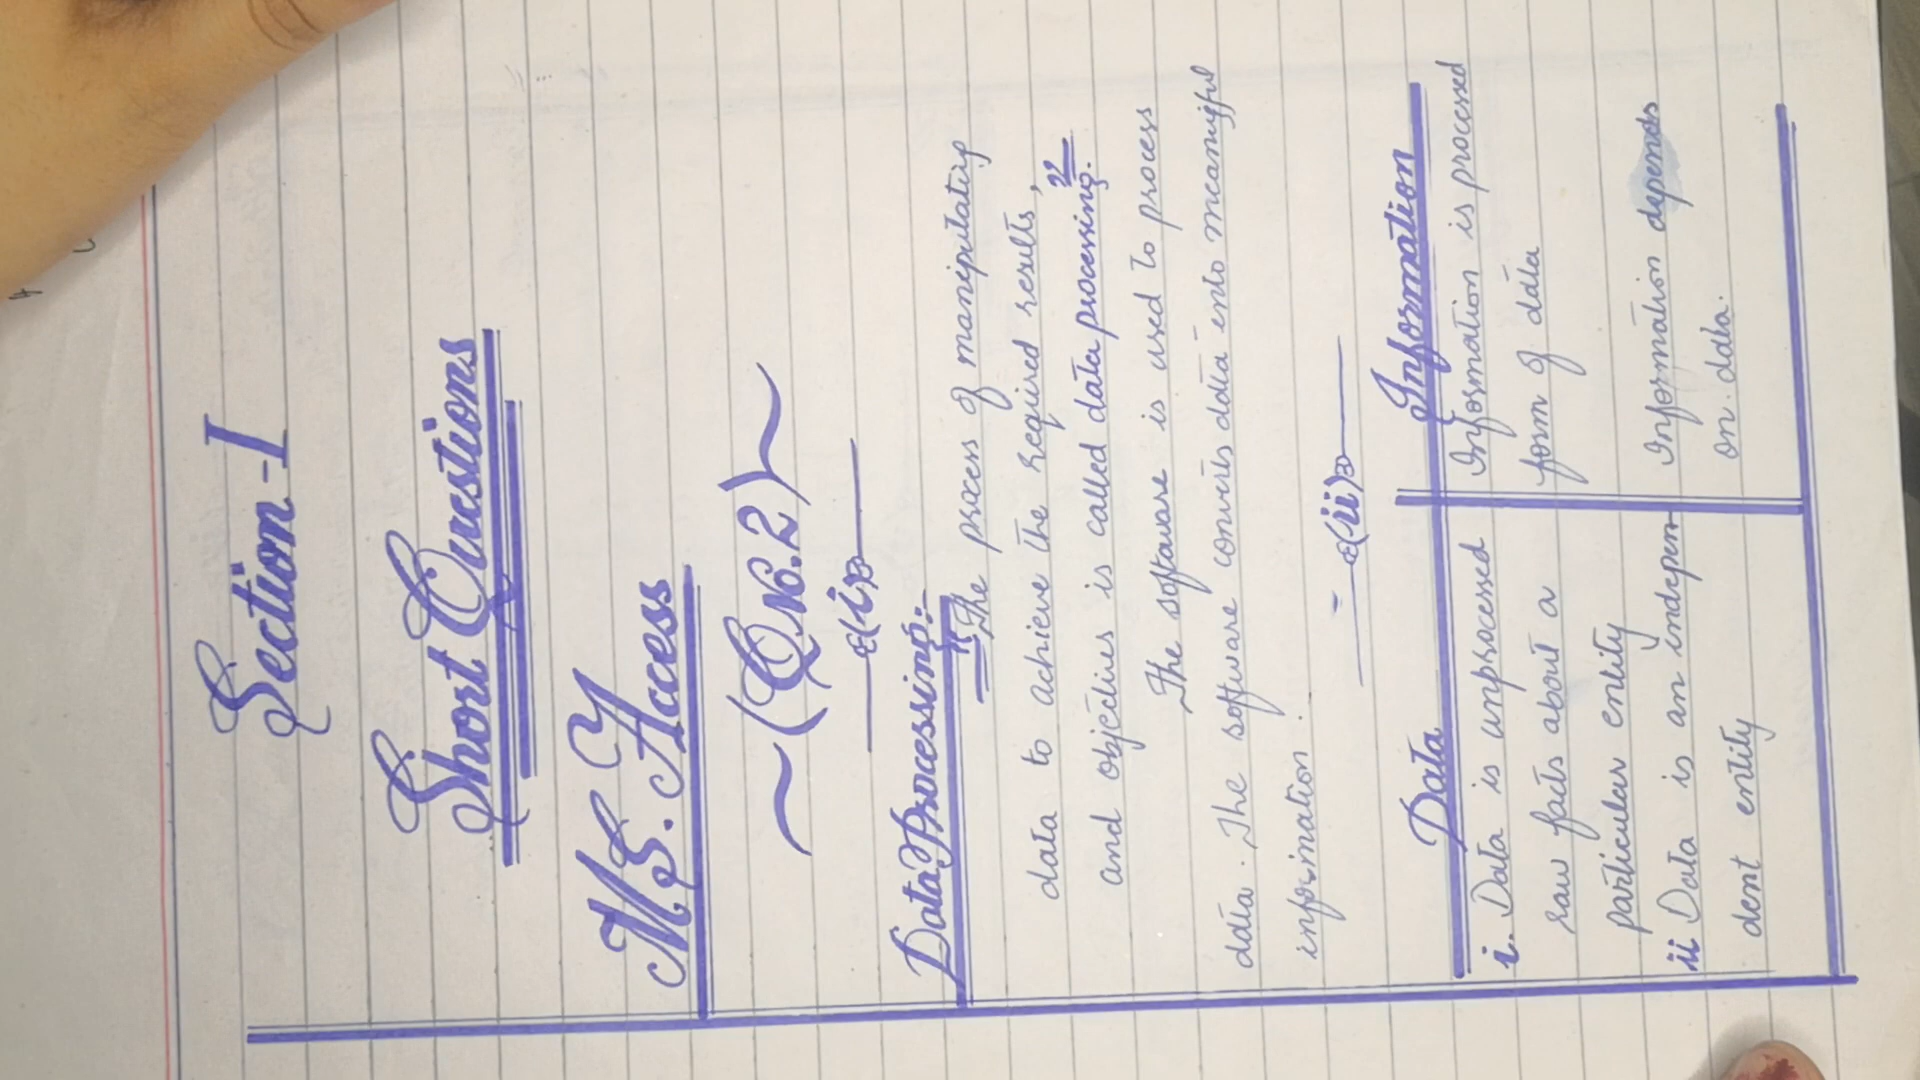 Section-I
Short Questions
M.S. Access
(Q.No.2)
(i)
Data Processing:-
"The process of manipulating
data to achieve the required results,
and objectives is called data processing."
The software is used to process
data. The software converts data into meaningful
information.
(ii)
Data Information
i. Data is unprocessed Information is processed
raw facts about a form of data
particular entity
ii Data is an indepen- Information depends
dent entity on data.